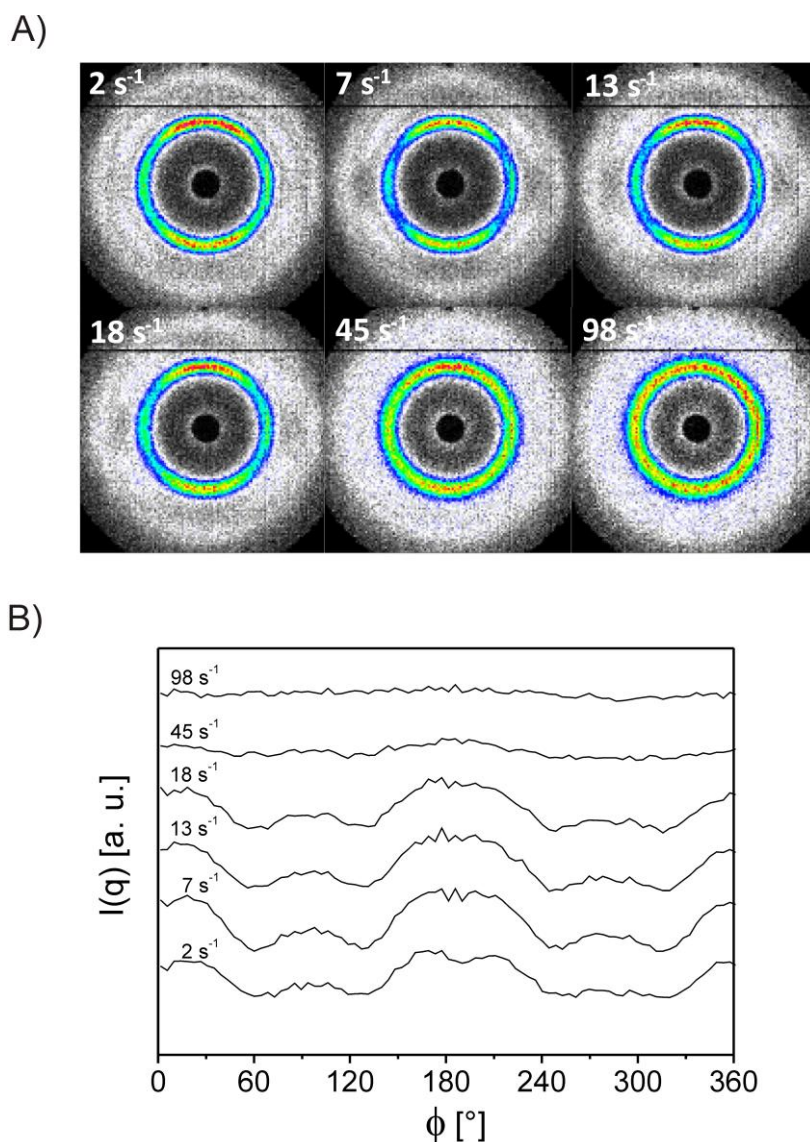 A)
2 s⁻¹ 7 s⁻¹ 13 s⁻¹
18 s⁻¹ 45 s⁻¹ 98 s⁻¹
B)
98 s⁻¹
45 s⁻¹
18 s⁻¹
13 s⁻¹
7 s⁻¹
2 s⁻¹
I(q) [a. u.]
0 60 120 180 240 300 360
ϕ [°]